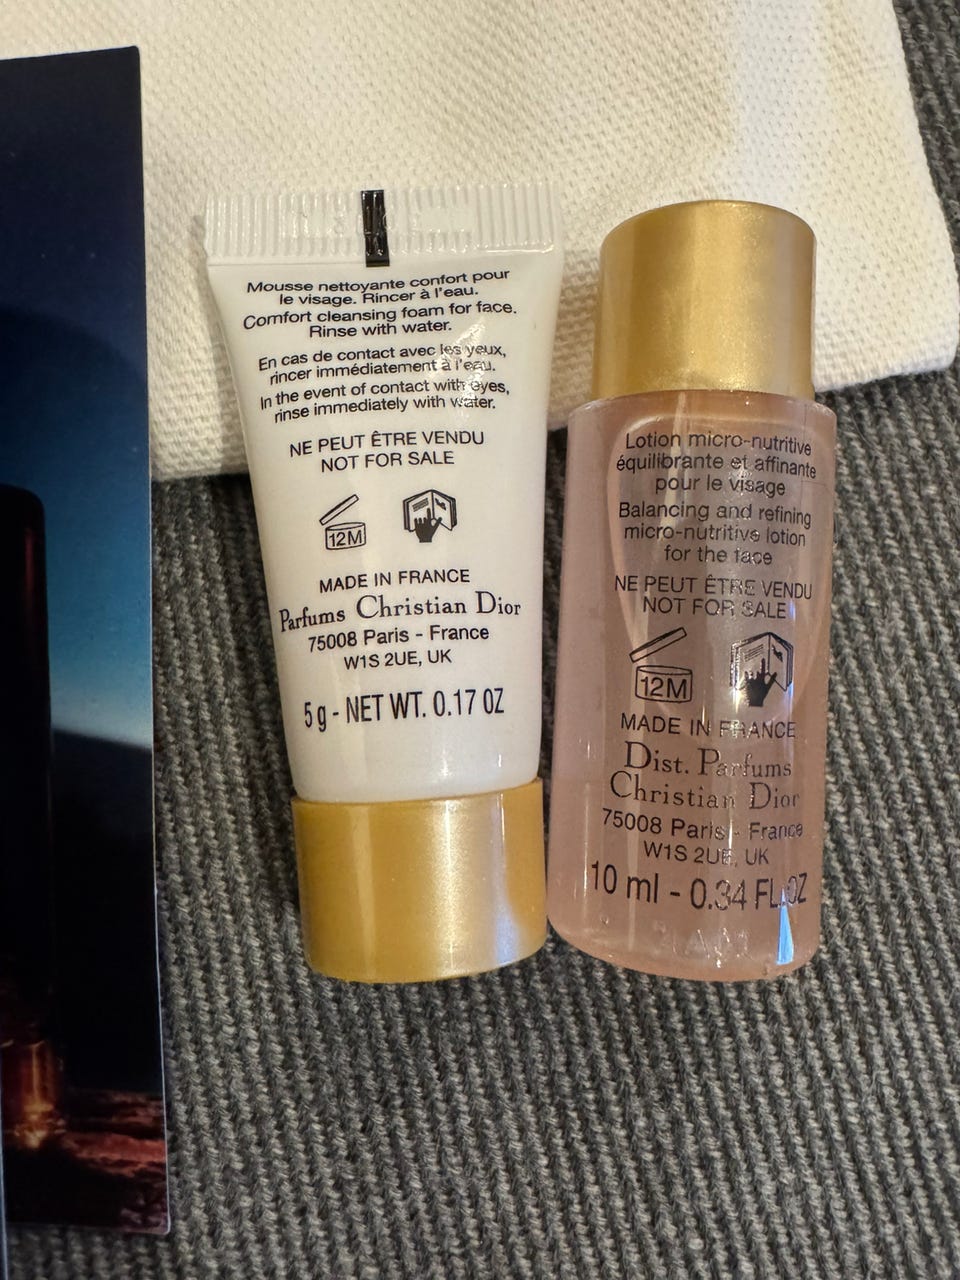 Mousse nettoyante confort pour
le visage. Rincer à l'eau.
Comfort cleansing foam for face.
Rinse with water.
En cas de contact avec les yeux,
rincer immédiatement à l'eau.
In the event of contact with eyes,
rinse immediately with water.
NE PEUT ÊTRE VENDU
NOT FOR SALE
12M
MADE IN FRANCE
Parfums Christian Dior
75008 Paris - France
W1S 2UE, UK
5 g - NET WT. 0.17 OZ
Lotion micro-nutritive
équilibrante et affinante
pour le visage
Balancing and refining
micro-nutritive lotion
for the face
NE PEUT ÊTRE VENDU
NOT FOR SALE
12M
MADE IN FRANCE
Dist. Parfums
Christian Dior
75008 Paris - France
W1S 2UE, UK
10 ml - 0.34 FL.OZ